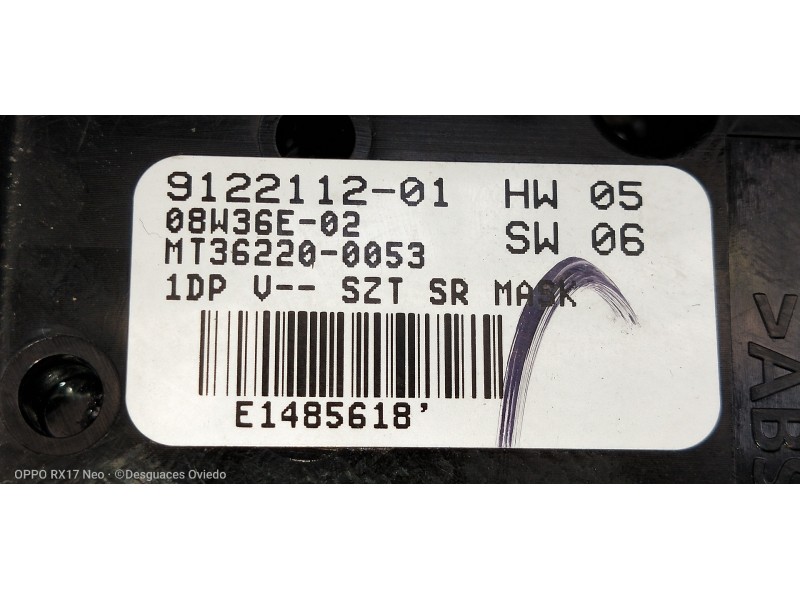 9122112-01 HW 05
08W36E-02 SW 06
MT36220-0053
1DP V-- SZT SR MASK
E1485618'
>ABS
OPPO RX17 Neo · ©Desguaces Oviedo